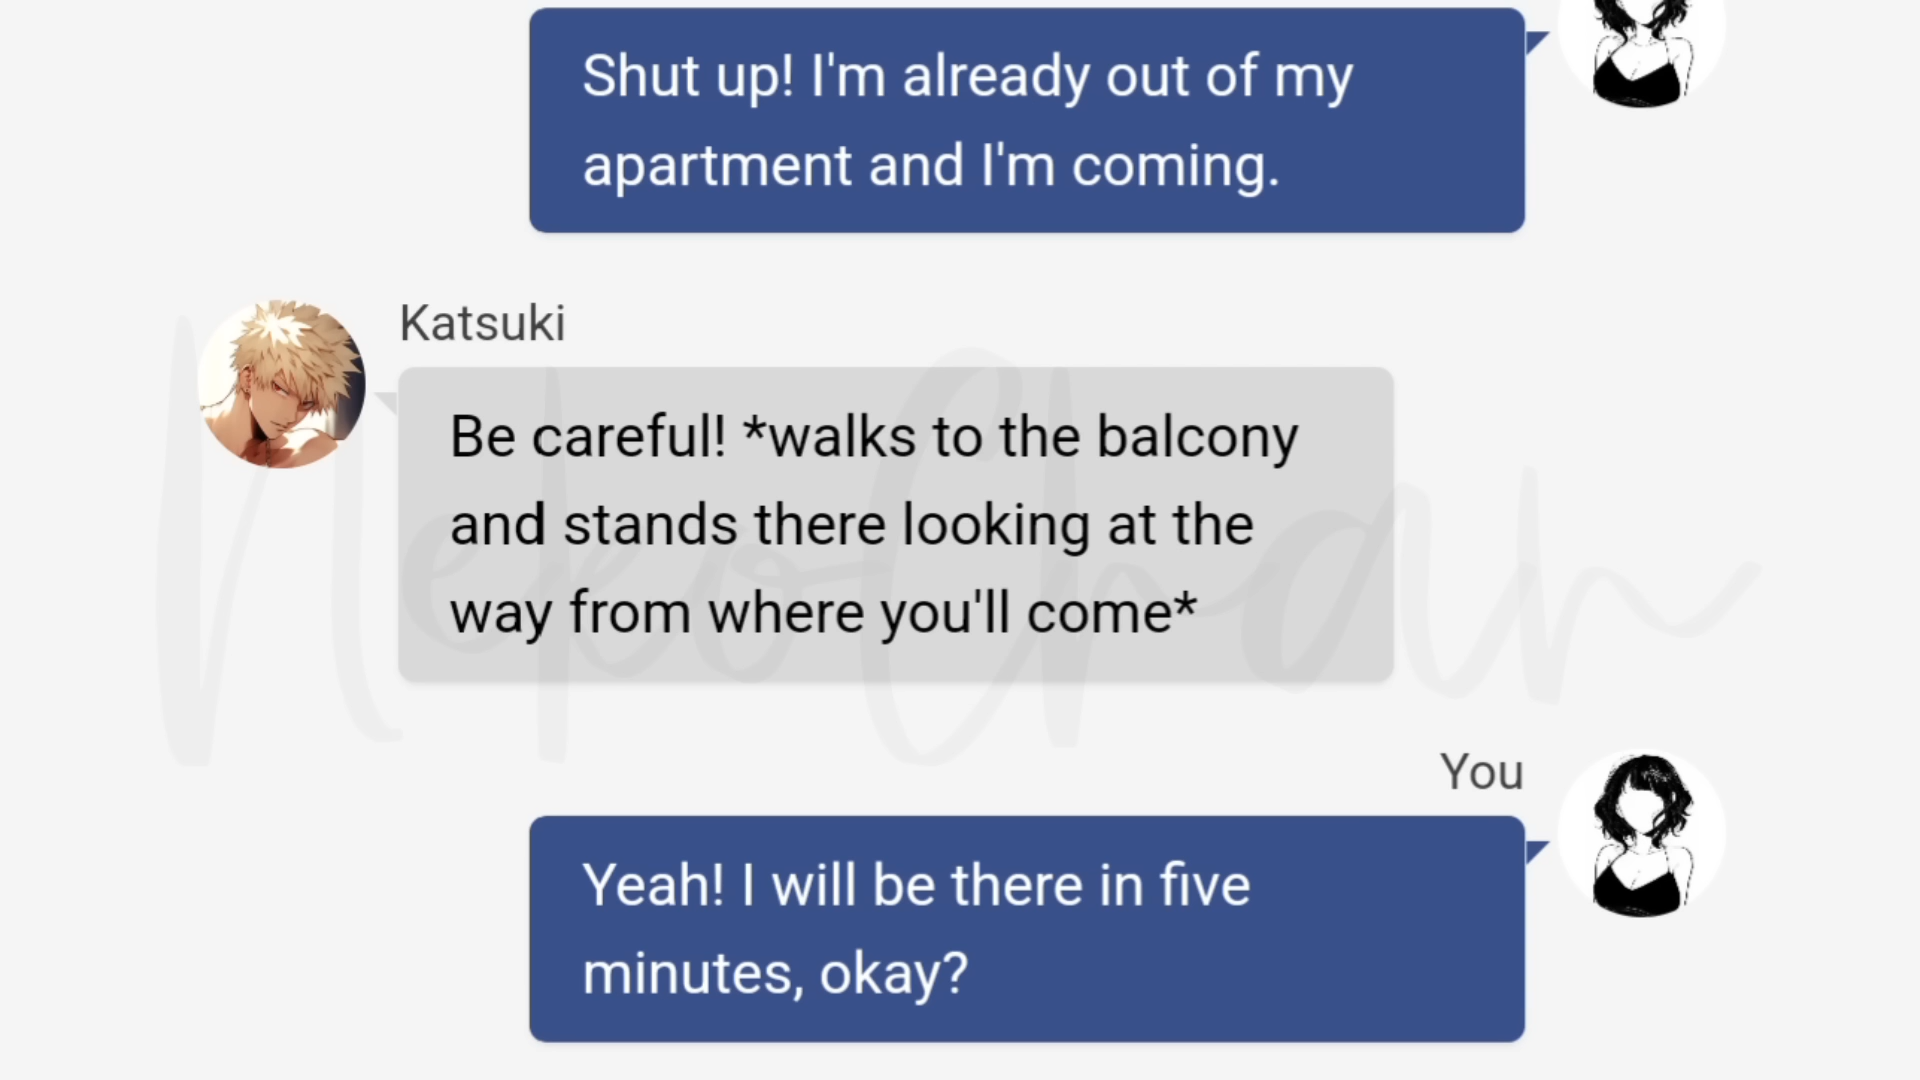 Shut up! I'm already out of my
apartment and I'm coming.
Katsuki
Be careful! *walks to the balcony
and stands there looking at the
way from where you'll come*
NekoChan
You
Yeah! I will be there in five
minutes, okay?